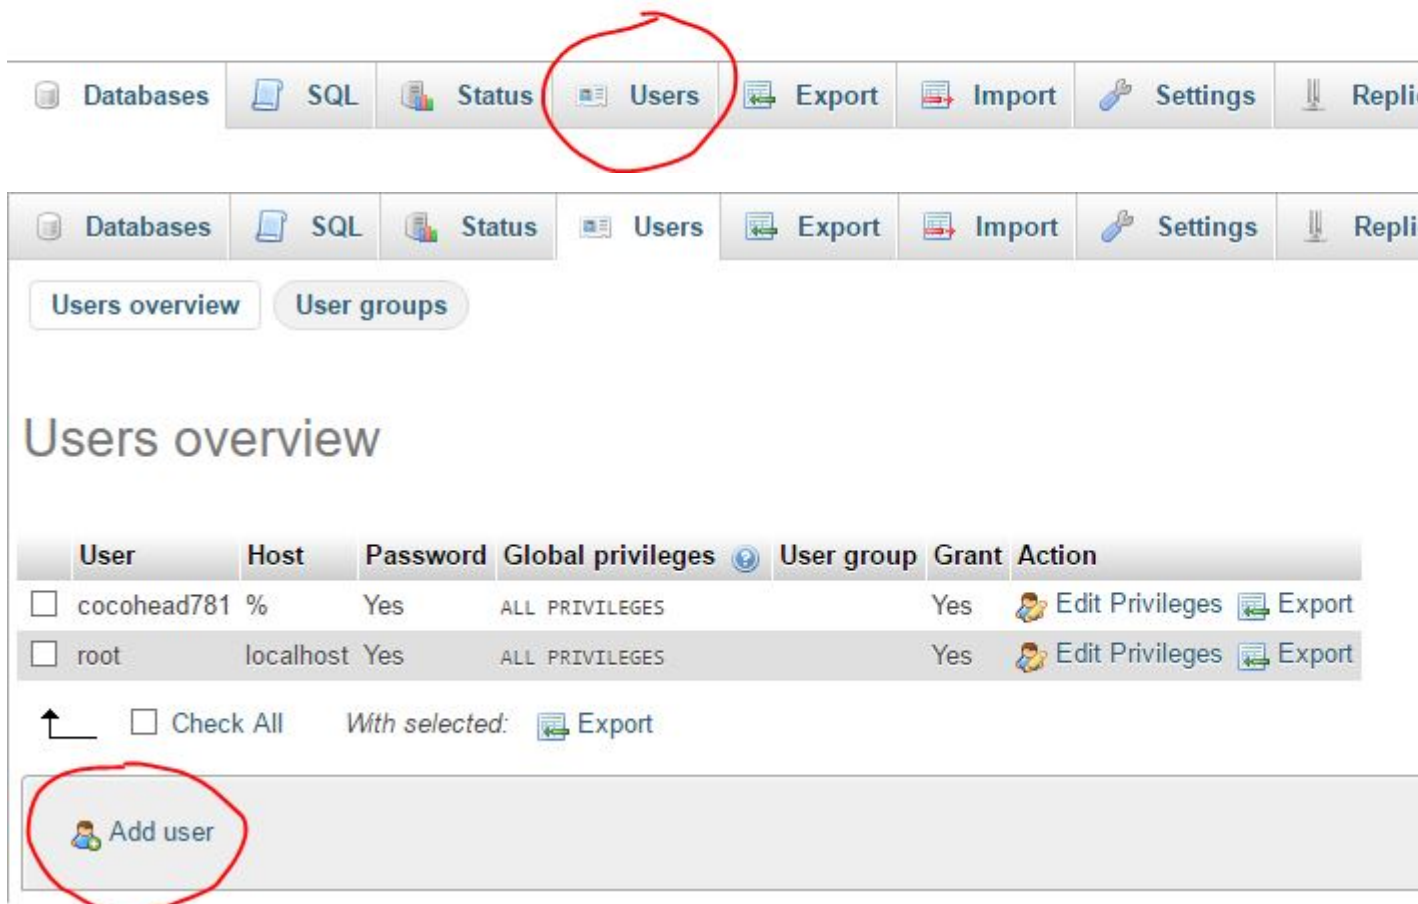 Databases SQL Status Users Export Import Settings Repli
Databases SQL Status Users Export Import Settings Repli
Users overview User groups
Users overview
User Host Password Global privileges User group Grant Action
cocohead781 % Yes ALL PRIVILEGES Yes Edit Privileges Export
root localhost Yes ALL PRIVILEGES Yes Edit Privileges Export
Check All With selected: Export
Add user